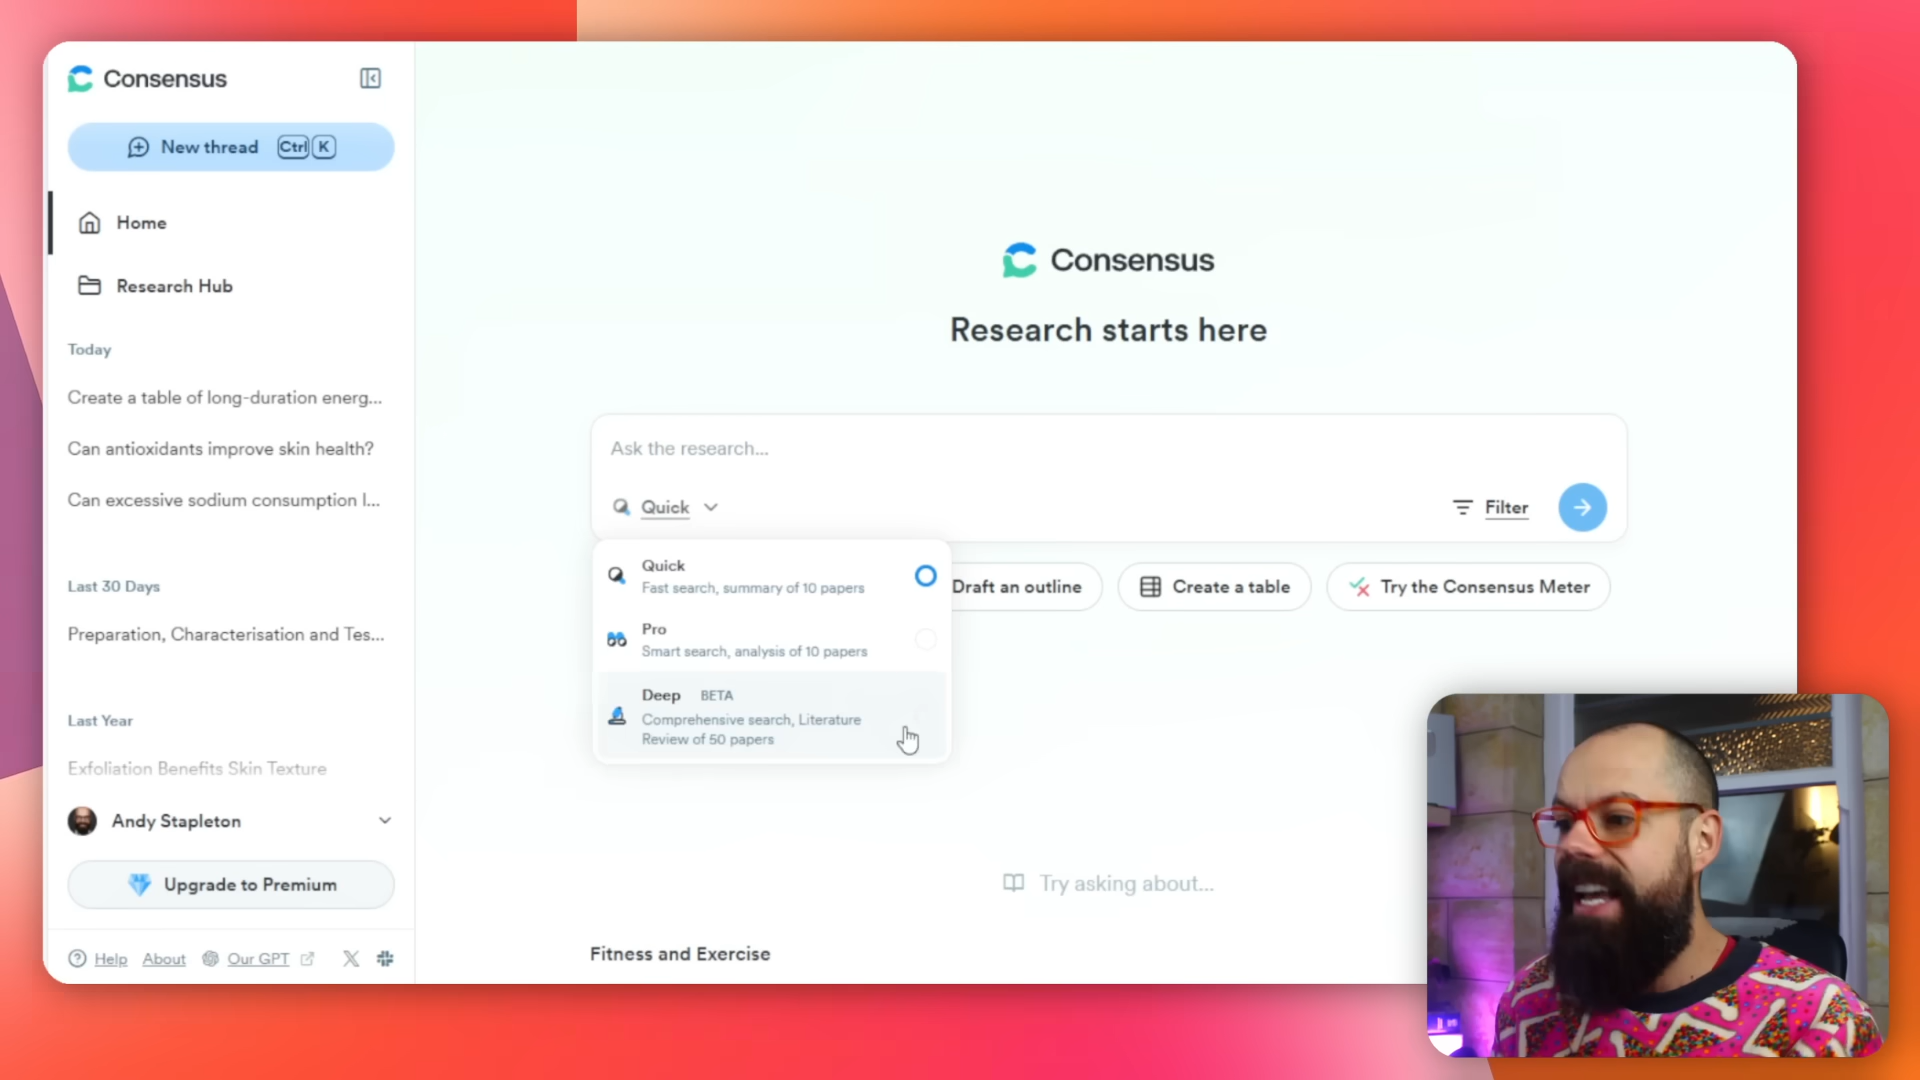 Consensus
New thread Ctrl K
Home
Research Hub
Today
Create a table of long-duration energ...
Can antioxidants improve skin health?
Can excessive sodium consumption l...
Last 30 Days
Preparation, Characterisation and Tes...
Last Year
Exfoliation Benefits Skin Texture
Andy Stapleton
Upgrade to Premium
Help About Our GPT
Consensus
Research starts here
Ask the research...
Quick
Filter
Quick
Fast search, summary of 10 papers
Pro
Smart search, analysis of 10 papers
Deep BETA
Comprehensive search, Literature
Review of 50 papers
Draft an outline
Create a table
Try the Consensus Meter
Try asking about...
Fitness and Exercise